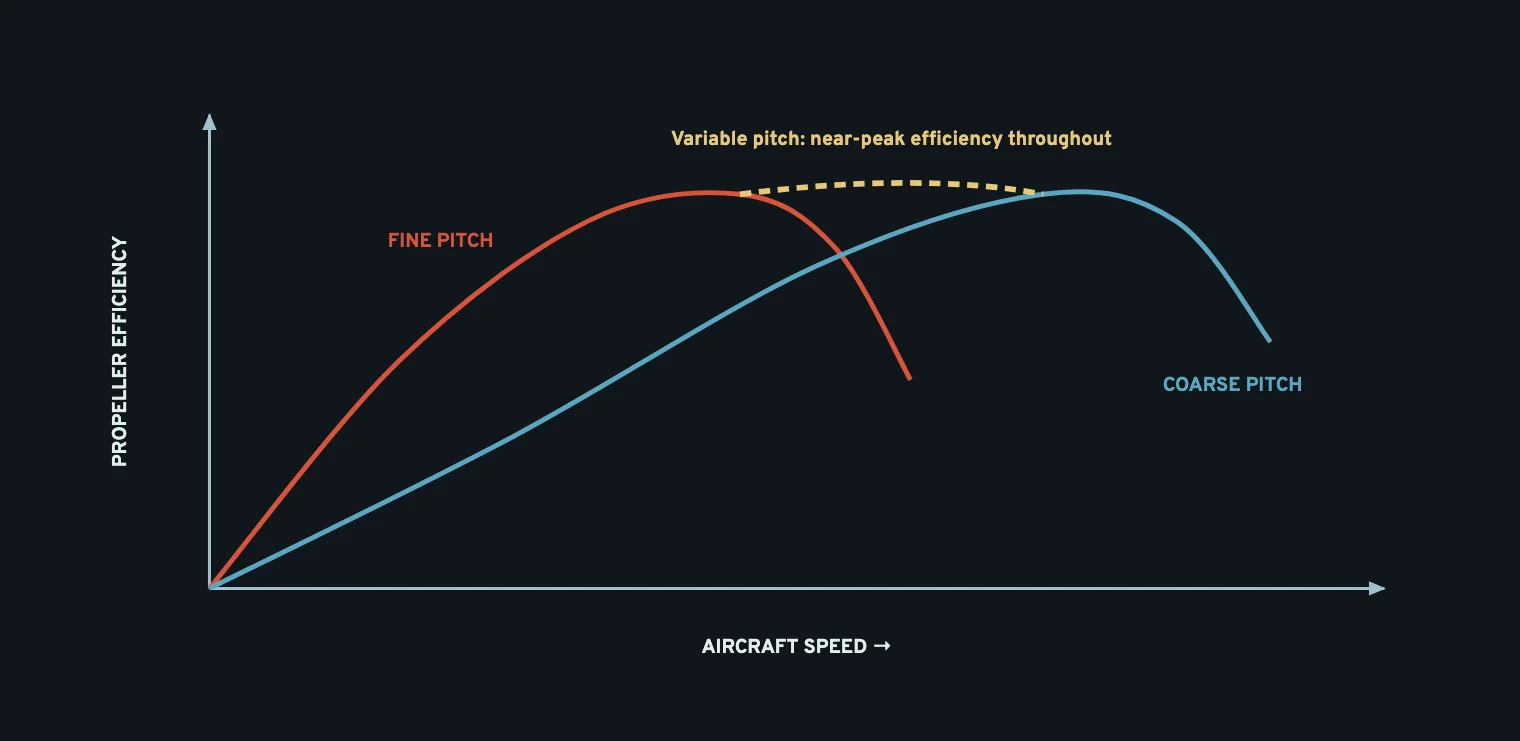 Variable pitch: near-peak efficiency throughout
FINE PITCH
PROPELLER EFFICIENCY
COARSE PITCH
AIRCRAFT SPEED →